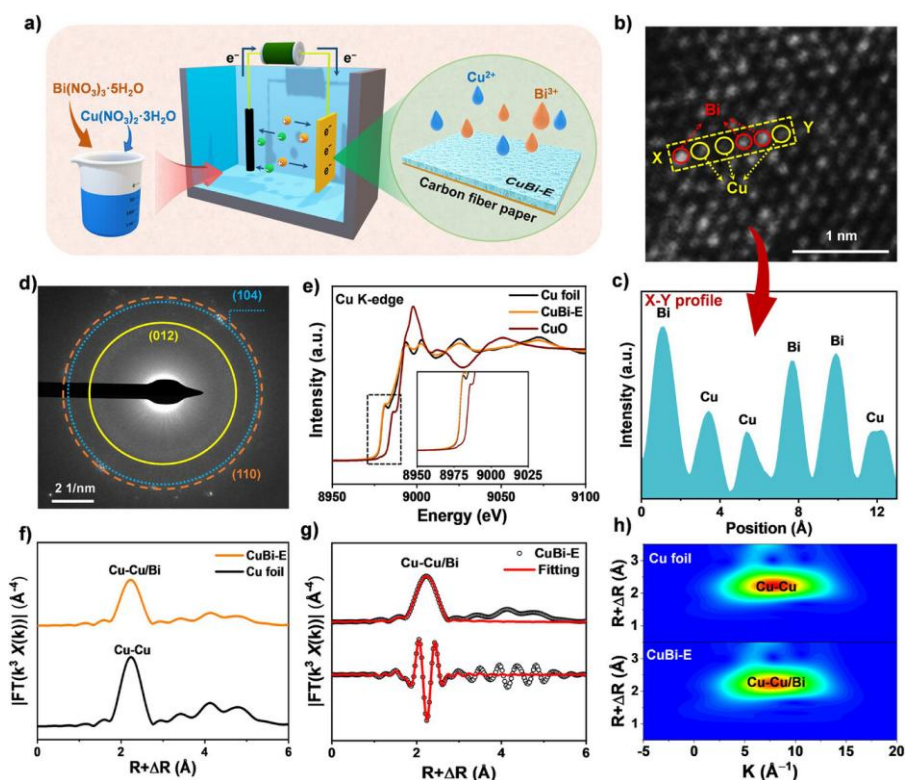 a)
e⁻
e⁻
Bi(NO₃)₃·5H₂O
Cu(NO₃)₂·3H₂O
Cu²⁺
Bi³⁺
CuBi-E
Carbon fiber paper
b)
Bi
X
Y
Cu
1 nm
c)
X-Y profile
Bi
Cu
Cu
Bi
Bi
Cu
Intensity (a.u.)
0 4 8 12
Position (Å)
d)
(104)
(012)
(110)
2 1/nm
e)
Cu K-edge
Cu foil
CuBi-E
CuO
Intensity (a.u.)
8950 8975 9000 9025
8950 9000 9050 9100
Energy (eV)
f)
CuBi-E
Cu foil
Cu-Cu/Bi
Cu-Cu
|FT(k³ X(k))| (Å⁻⁴)
0 2 4 6
R+ΔR (Å)
g)
CuBi-E
Fitting
Cu-Cu/Bi
|FT(k³ X(k))| (Å⁻⁴)
0 2 4 6
R+ΔR (Å)
h)
Cu foil
Cu-Cu
R+ΔR (Å)
3
2
1
CuBi-E
Cu-Cu/Bi
R+ΔR (Å)
3
2
1
-5 0 5 10 15 20
K (Å⁻¹)